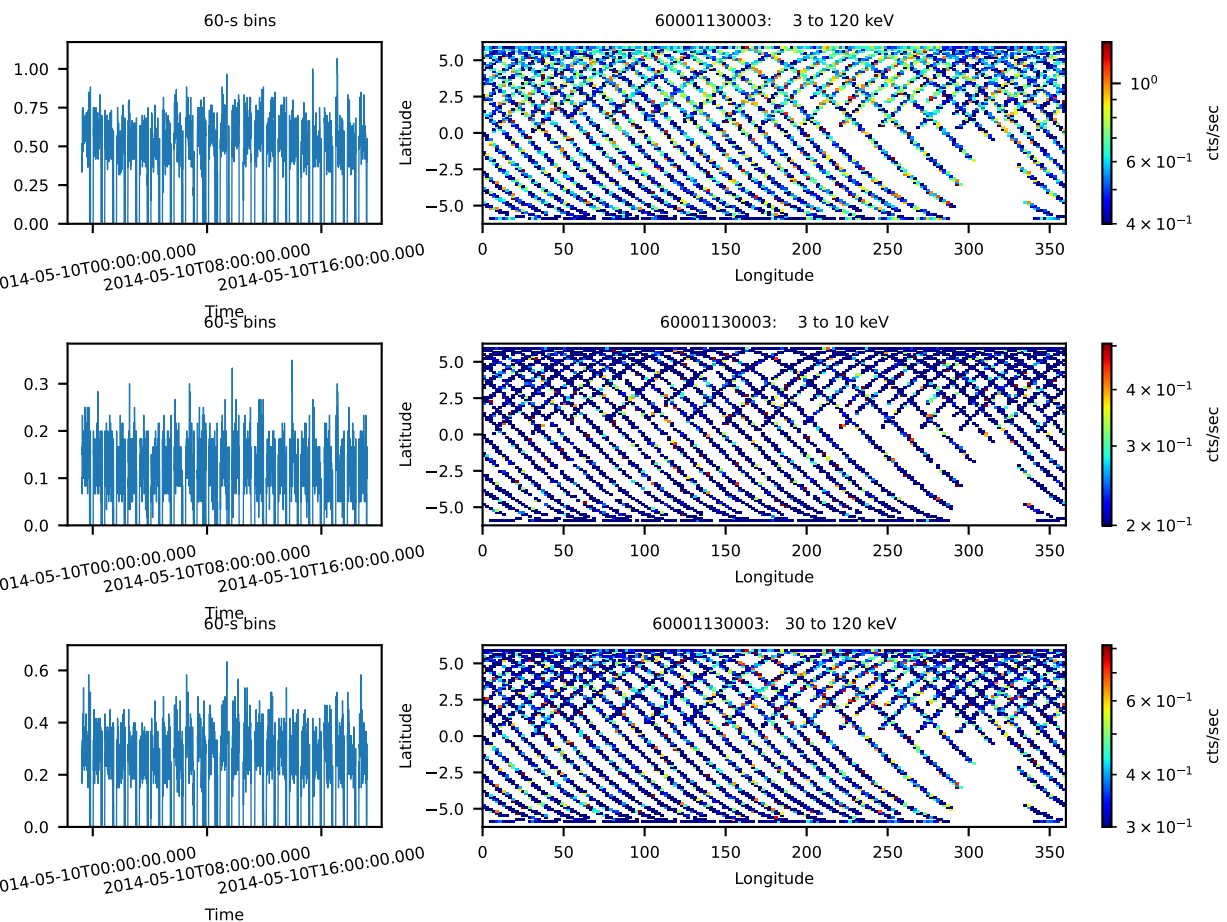 60-s bins
60001130003: 3 to 120 keV
1.00
0.75
0.50
0.25
0.00
014-05-10T00:00:00.000
2014-05-10T08:00:00.000
2014-05-10T16:00:00.000
Time
Latitude
5.0
2.5
0.0
−2.5
−5.0
0 50 100 150 200 250 300 350
Longitude
10⁰
6 × 10⁻¹
4 × 10⁻¹
cts/sec
60-s bins
60001130003: 3 to 10 keV
0.3
0.2
0.1
0.0
014-05-10T00:00:00.000
2014-05-10T08:00:00.000
2014-05-10T16:00:00.000
Time
Latitude
5.0
2.5
0.0
−2.5
−5.0
0 50 100 150 200 250 300 350
Longitude
4 × 10⁻¹
3 × 10⁻¹
2 × 10⁻¹
cts/sec
60-s bins
60001130003: 30 to 120 keV
0.6
0.4
0.2
0.0
014-05-10T00:00:00.000
2014-05-10T08:00:00.000
2014-05-10T16:00:00.000
Time
Latitude
5.0
2.5
0.0
−2.5
−5.0
0 50 100 150 200 250 300 350
Longitude
6 × 10⁻¹
4 × 10⁻¹
3 × 10⁻¹
cts/sec